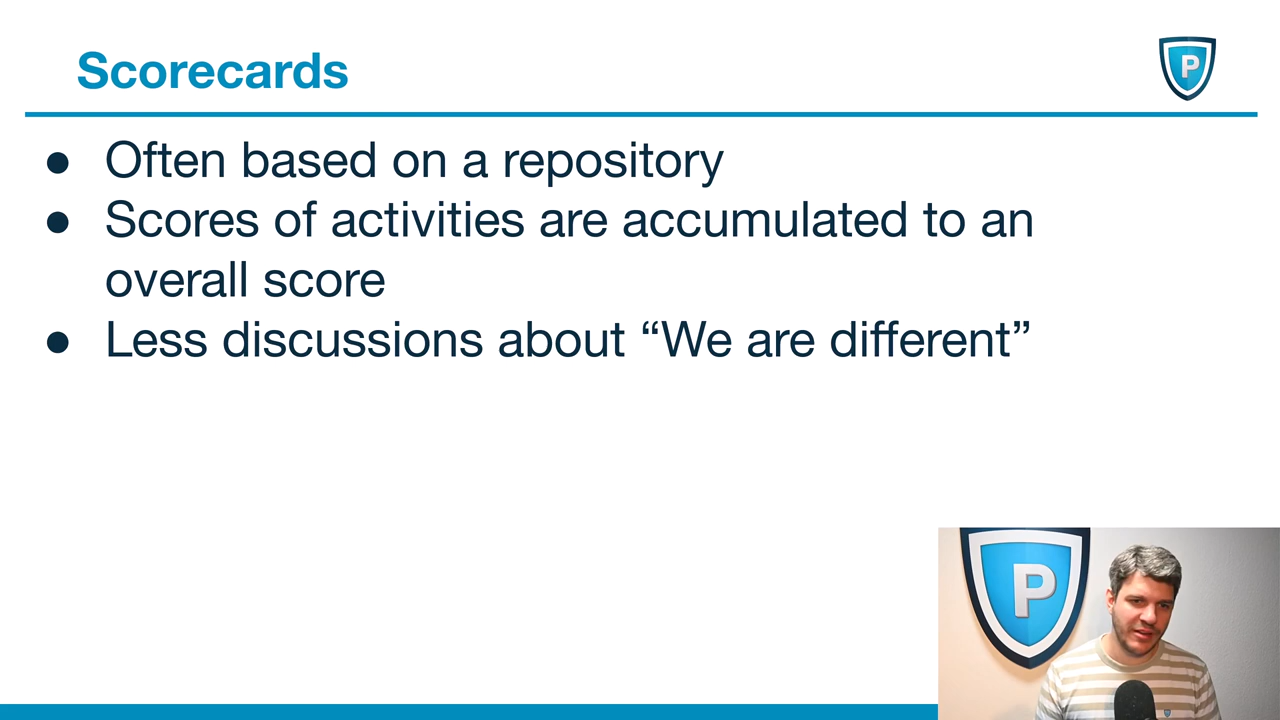 Scorecards
P
● Often based on a repository
● Scores of activities are accumulated to an
overall score
● Less discussions about “We are different”
P